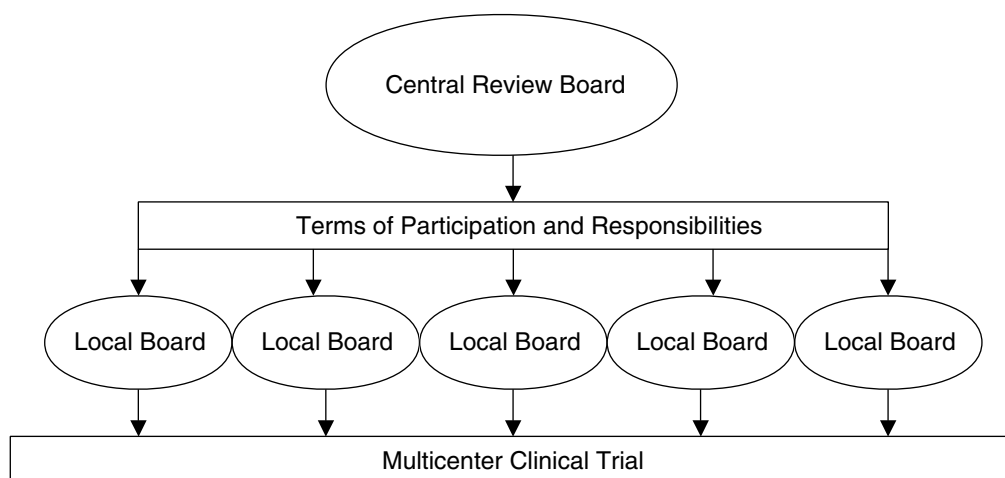 Central Review Board
Terms of Participation and Responsibilities
Local Board Local Board Local Board Local Board Local Board
Multicenter Clinical Trial